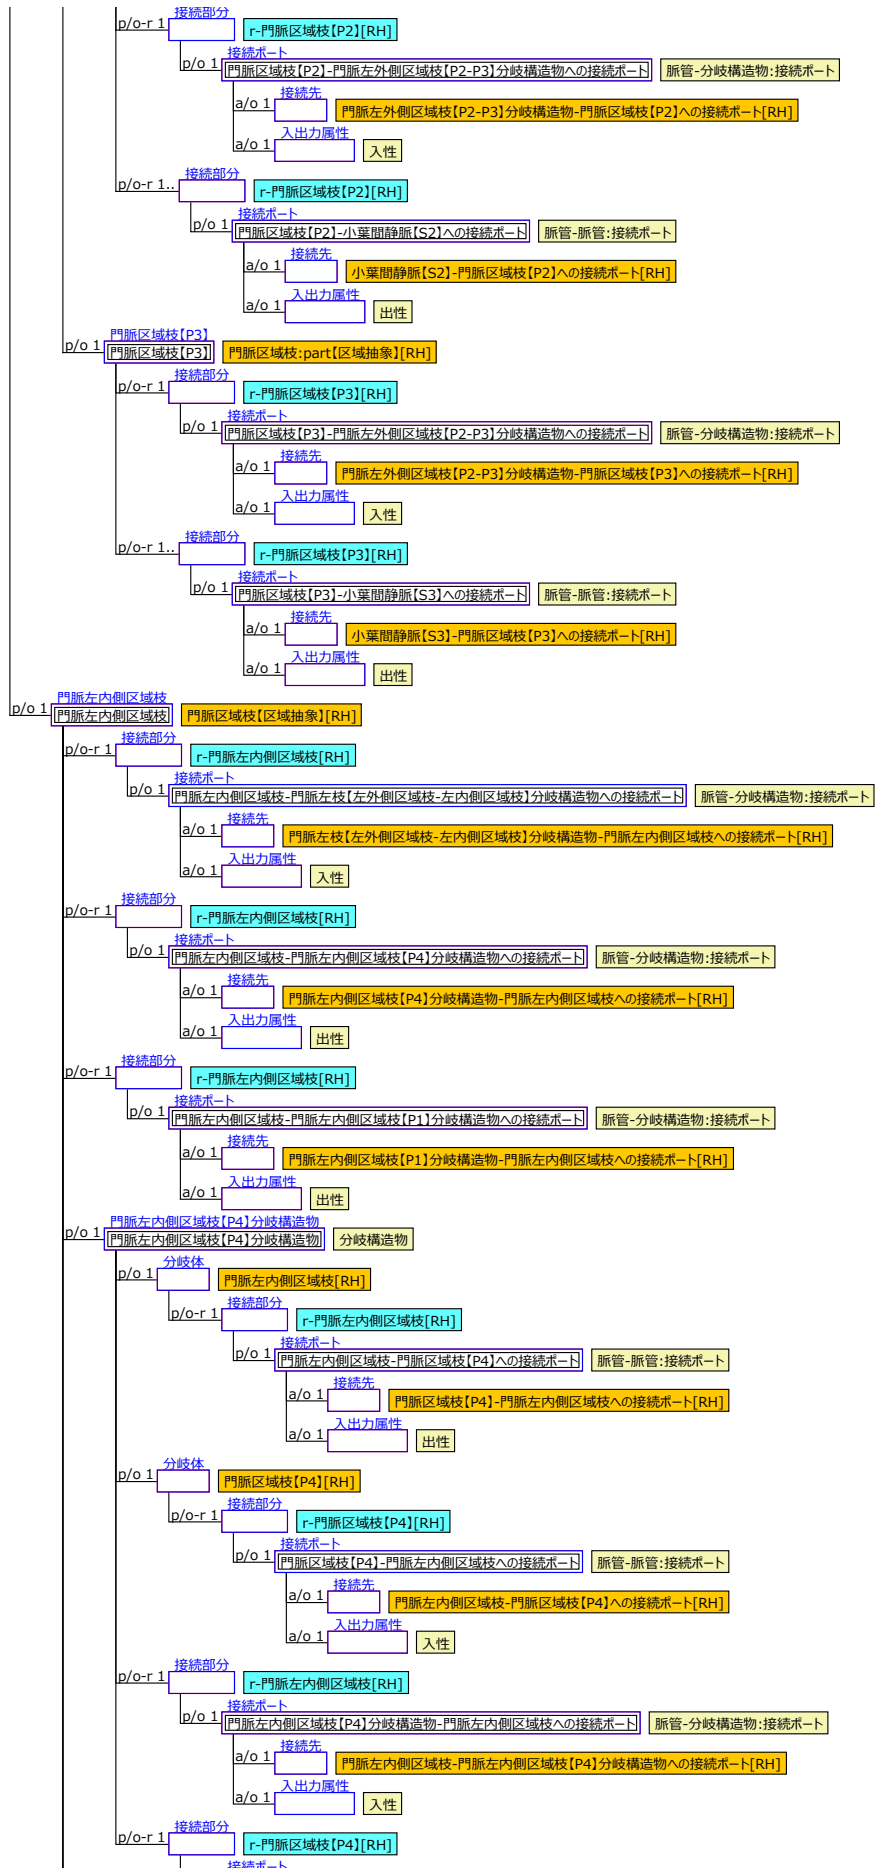 接続部分
p/o-r 1 r-門脈区域枝【P2】[RH]
接続ポート
p/o 1 門脈区域枝【P2】-門脈左外側区域枝【P2-P3】分岐構造物への接続ポート 脈管-分岐構造物:接続ポート
接続先
a/o 1 門脈左外側区域枝【P2-P3】分岐構造物-門脈区域枝【P2】への接続ポート[RH]
入出力属性
a/o 1 入性
接続部分
p/o-r 1.. r-門脈区域枝【P2】[RH]
接続ポート
p/o 1 門脈区域枝【P2】-小葉間静脈【S2】への接続ポート 脈管-脈管:接続ポート
接続先
a/o 1 小葉間静脈【S2】-門脈区域枝【P2】への接続ポート[RH]
入出力属性
a/o 1 出性
門脈区域枝【P3】
p/o 1 門脈区域枝【P3】 門脈区域枝:part【区域抽象】[RH]
接続部分
p/o-r 1 r-門脈区域枝【P3】[RH]
接続ポート
p/o 1 門脈区域枝【P3】-門脈左外側区域枝【P2-P3】分岐構造物への接続ポート 脈管-分岐構造物:接続ポート
接続先
a/o 1 門脈左外側区域枝【P2-P3】分岐構造物-門脈区域枝【P3】への接続ポート[RH]
入出力属性
a/o 1 入性
接続部分
p/o-r 1.. r-門脈区域枝【P3】[RH]
接続ポート
p/o 1 門脈区域枝【P3】-小葉間静脈【S3】への接続ポート 脈管-脈管:接続ポート
接続先
a/o 1 小葉間静脈【S3】-門脈区域枝【P3】への接続ポート[RH]
入出力属性
a/o 1 出性
門脈左内側区域枝
p/o 1 門脈左内側区域枝 門脈区域枝【区域抽象】[RH]
接続部分
p/o-r 1 r-門脈左内側区域枝[RH]
接続ポート
p/o 1 門脈左内側区域枝-門脈左枝【左外側区域枝-左内側区域枝】分岐構造物への接続ポート 脈管-分岐構造物:接続ポート
接続先
a/o 1 門脈左枝【左外側区域枝-左内側区域枝】分岐構造物-門脈左内側区域枝への接続ポート[RH]
入出力属性
a/o 1 入性
接続部分
p/o-r 1 r-門脈左内側区域枝[RH]
接続ポート
p/o 1 門脈左内側区域枝-門脈左内側区域枝【P4】分岐構造物への接続ポート 脈管-分岐構造物:接続ポート
接続先
a/o 1 門脈左内側区域枝【P4】分岐構造物-門脈左内側区域枝への接続ポート[RH]
入出力属性
a/o 1 出性
接続部分
p/o-r 1 r-門脈左内側区域枝[RH]
接続ポート
p/o 1 門脈左内側区域枝-門脈左内側区域枝【P1】分岐構造物への接続ポート 脈管-分岐構造物:接続ポート
接続先
a/o 1 門脈左内側区域枝【P1】分岐構造物-門脈左内側区域枝への接続ポート[RH]
入出力属性
a/o 1 出性
門脈左内側区域枝【P4】分岐構造物
p/o 1 門脈左内側区域枝【P4】分岐構造物 分岐構造物
分岐体
p/o 1 門脈左内側区域枝[RH]
接続部分
p/o-r 1 r-門脈左内側区域枝[RH]
接続ポート
p/o 1 門脈左内側区域枝-門脈区域枝【P4】への接続ポート 脈管-脈管:接続ポート
接続先
a/o 1 門脈区域枝【P4】-門脈左内側区域枝への接続ポート[RH]
入出力属性
a/o 1 出性
分岐体
p/o 1 門脈区域枝【P4】[RH]
接続部分
p/o-r 1 r-門脈区域枝【P4】[RH]
接続ポート
p/o 1 門脈区域枝【P4】-門脈左内側区域枝への接続ポート 脈管-脈管:接続ポート
接続先
a/o 1 門脈左内側区域枝-門脈区域枝【P4】への接続ポート[RH]
入出力属性
a/o 1 入性
接続部分
p/o-r 1 r-門脈左内側区域枝[RH]
接続ポート
p/o 1 門脈左内側区域枝【P4】分岐構造物-門脈左内側区域枝への接続ポート 脈管-分岐構造物:接続ポート
接続先
a/o 1 門脈左内側区域枝-門脈左内側区域枝【P4】分岐構造物への接続ポート[RH]
入出力属性
a/o 1 入性
接続部分
p/o-r 1 r-門脈区域枝【P4】[RH]
接続ポート